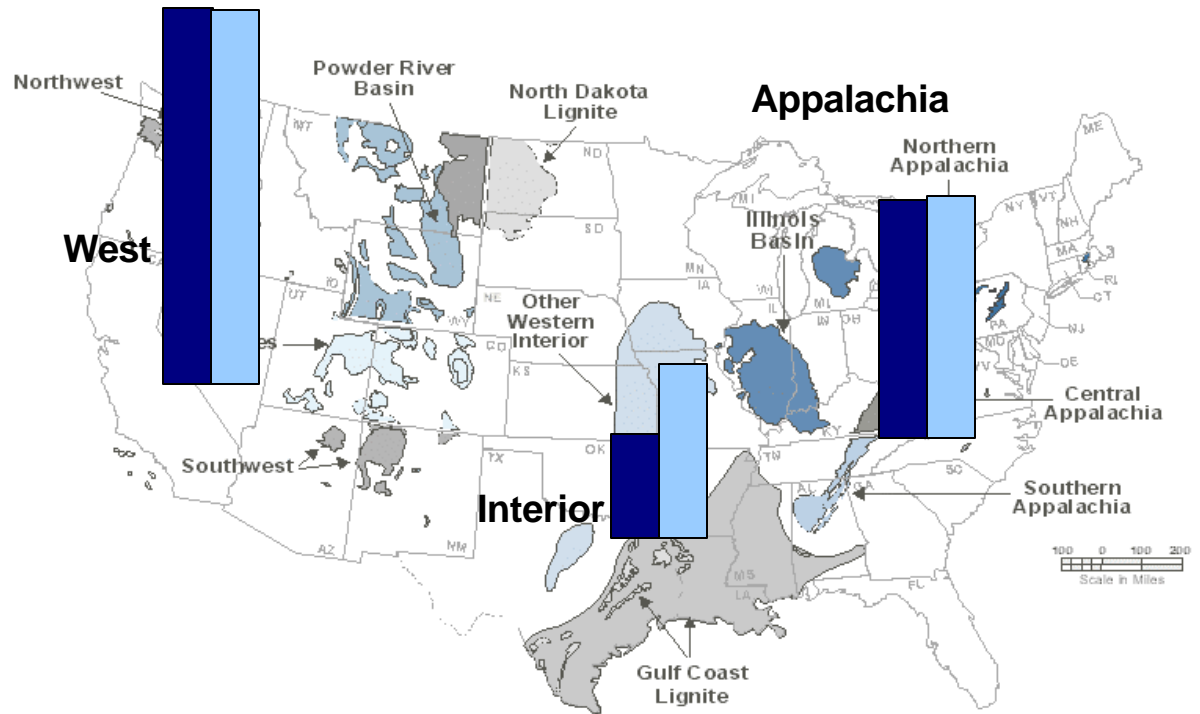 Northwest
Powder River
Basin
North Dakota
Lignite
Appalachia
Northern
Appalachia
West
Illinois
Basin
Other
Western
Interior
es
Central
Appalachia
Southwest
Interior
Southern
Appalachia
Gulf Coast
Lignite
100 0 100 200
Scale in Miles
MT
ND
SD
MN
IA
WI
IL
MI
MI
IN
OH
NY
VT
NH
ME
MA
RI
CT
NJ
PA
MD
DE
ID
WY
NE
UT
CO
KS
CA
OK
TX
AZ
NM
KY
TN
AL
GA
SC
MS
LA
FL